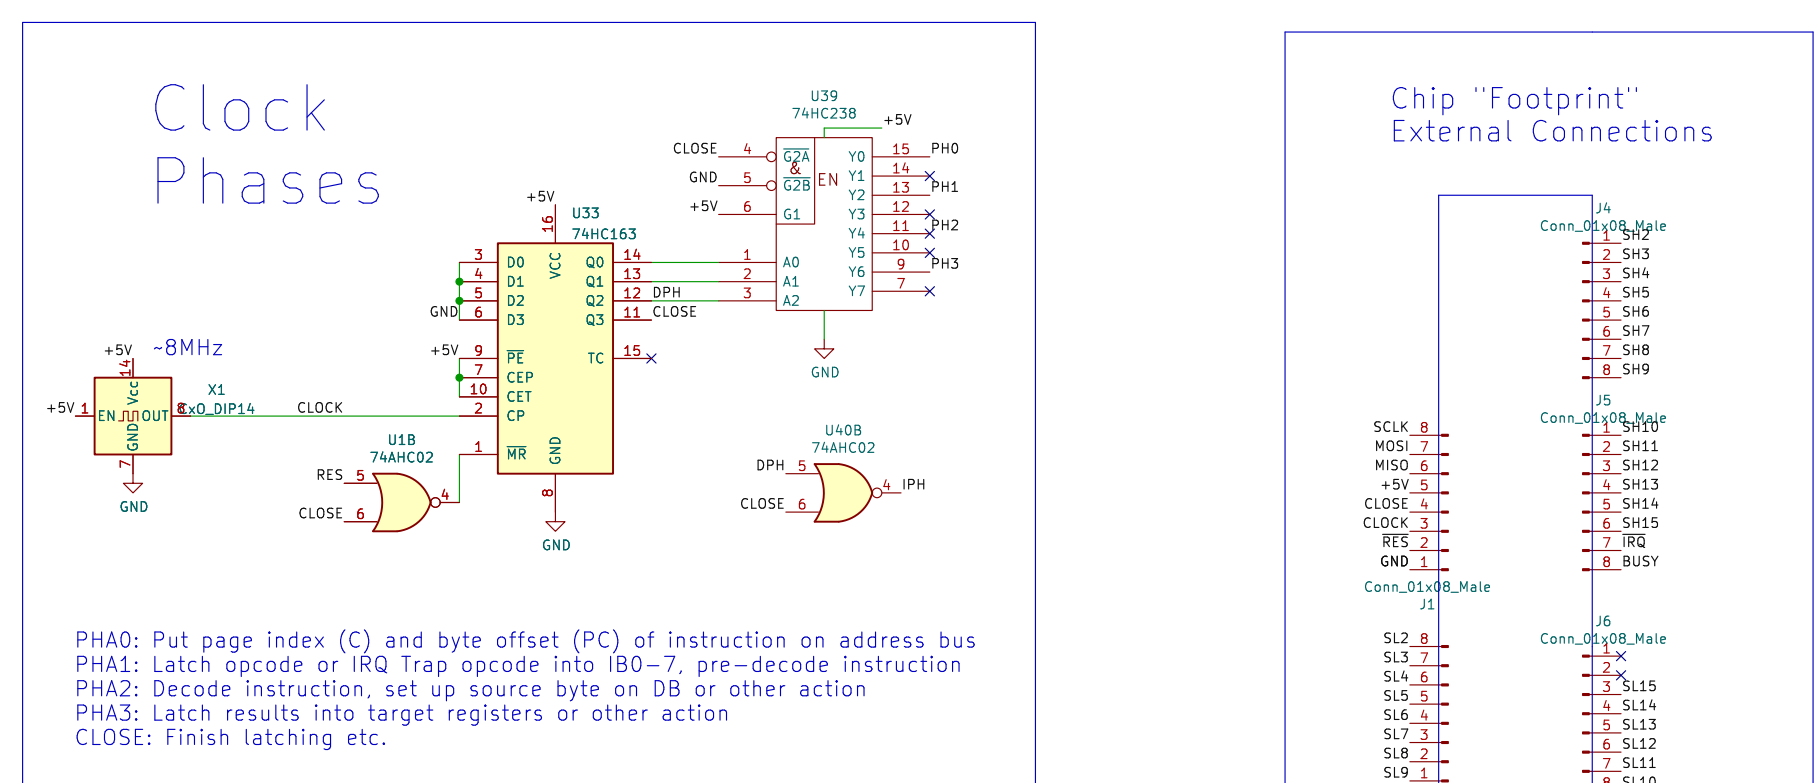 Clock
Phases
U39
74HC238
+5V
CLOSE 4 G2A Y0 15 PH0
&
GND 5 G2B EN Y1 14
Y2 13 PH1
+5V 6 G1 Y3 12
Y4 11 PH2
Y5 10
1 A0 Y6 9 PH3
2 A1 Y7 7
3 A2
GND
+5V
16
U33
74HC163
VCC
3 D0 Q0 14
4 D1 Q1 13
5 D2 Q2 12 DPH
GND 6 D3 Q3 11 CLOSE
+5V 9 PE TC 15
7 CEP
10 CET
2 CP
1 MR
GND
8
GND
+5V
14
~8MHz
X1
CxO_DIP14
+5V 1 EN Vcc OUT 8
CLOCK
GND
7
GND
U1B
74AHC02
RES 5
4
CLOSE 6
U40B
74AHC02
DPH 5
4 IPH
CLOSE 6
PHA0: Put page index (C) and byte offset (PC) of instruction on address bus
PHA1: Latch opcode or IRQ Trap opcode into IB0-7, pre-decode instruction
PHA2: Decode instruction, set up source byte on DB or other action
PHA3: Latch results into target registers or other action
CLOSE: Finish latching etc.
Chip "Footprint"
External Connections
J4
Conn_01x08_Male
1 SH2
2 SH3
3 SH4
4 SH5
5 SH6
6 SH7
7 SH8
8 SH9
J5
Conn_01x08_Male
1 SH10
2 SH11
3 SH12
4 SH13
5 SH14
6 SH15
7 IRQ
8 BUSY
SCLK 8
MOSI 7
MISO 6
+5V 5
CLOSE 4
CLOCK 3
RES 2
GND 1
Conn_01x08_Male
J1
J6
Conn_01x08_Male
1
2
3 SL15
4 SL14
5 SL13
6 SL12
7 SL11
8 SL10
SL2 8
SL3 7
SL4 6
SL5 5
SL6 4
SL7 3
SL8 2
SL9 1